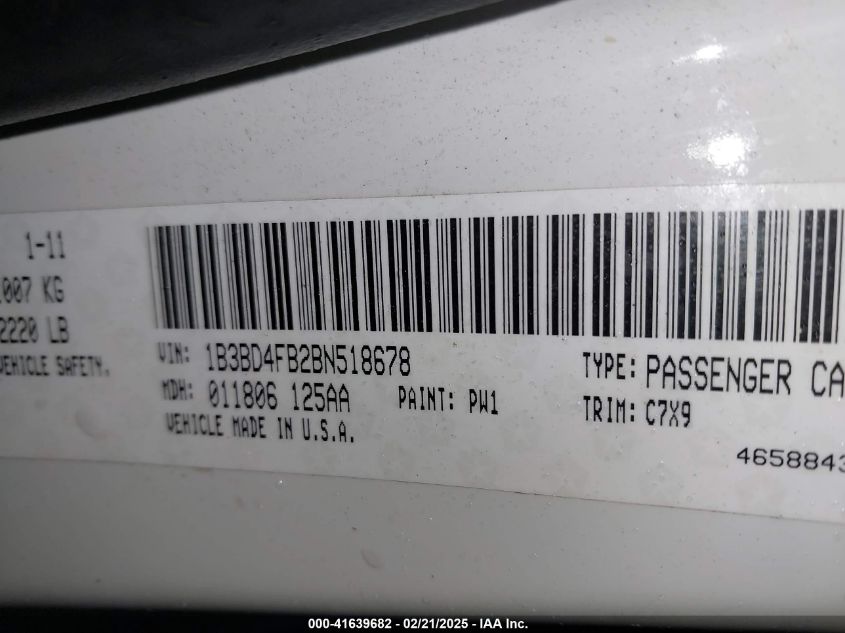 1-11
007 KG
2220 LB
VEHICLE SAFETY.
VIN: 1B3BD4FB2BN518678
TYPE: PASSENGER CA
MDH: 011806 125AA
PAINT: PW1
TRIM: C7X9
VEHICLE MADE IN U.S.A.
4658843
000-41639682 - 02/21/2025 - IAA Inc.